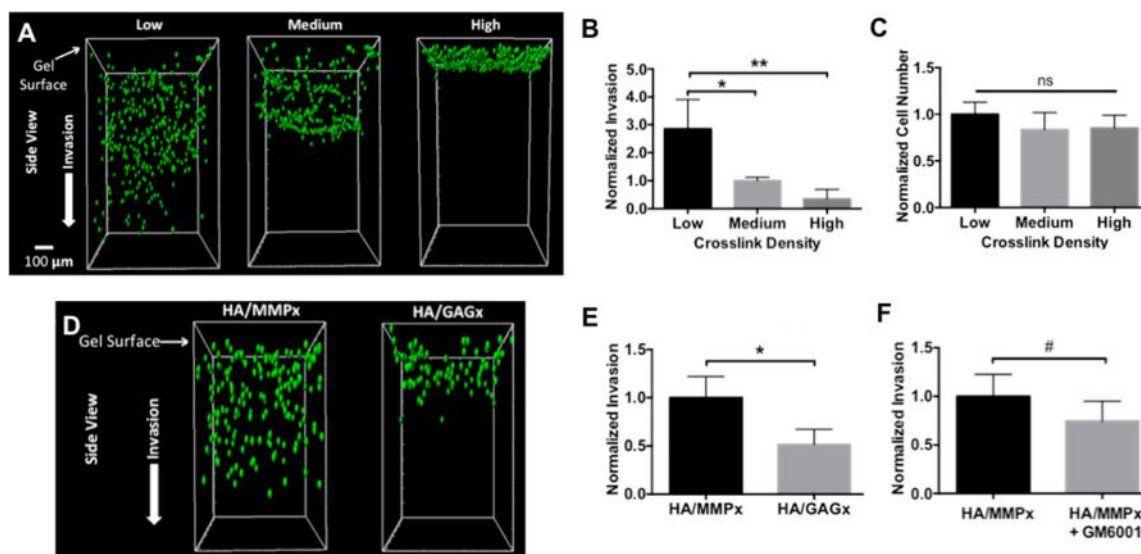 A
Low
Medium
High
Gel
Surface
Side View
Invasion
100 µm
B
Normalized Invasion
5.0
4.0
3.0
2.0
1.0
0.0
*
**
Low
Medium
High
Crosslink Density
C
Normalized Cell Number
1.5
1.0
0.5
0.0
ns
Low
Medium
High
Crosslink Density
D
HA/MMPx
HA/GAGx
Gel Surface
Side View
Invasion
E
Normalized Invasion
1.5
1.0
0.5
0.0
*
HA/MMPx
HA/GAGx
F
Normalized Invasion
1.5
1.0
0.5
0.0
#
HA/MMPx
HA/MMPx
+ GM6001